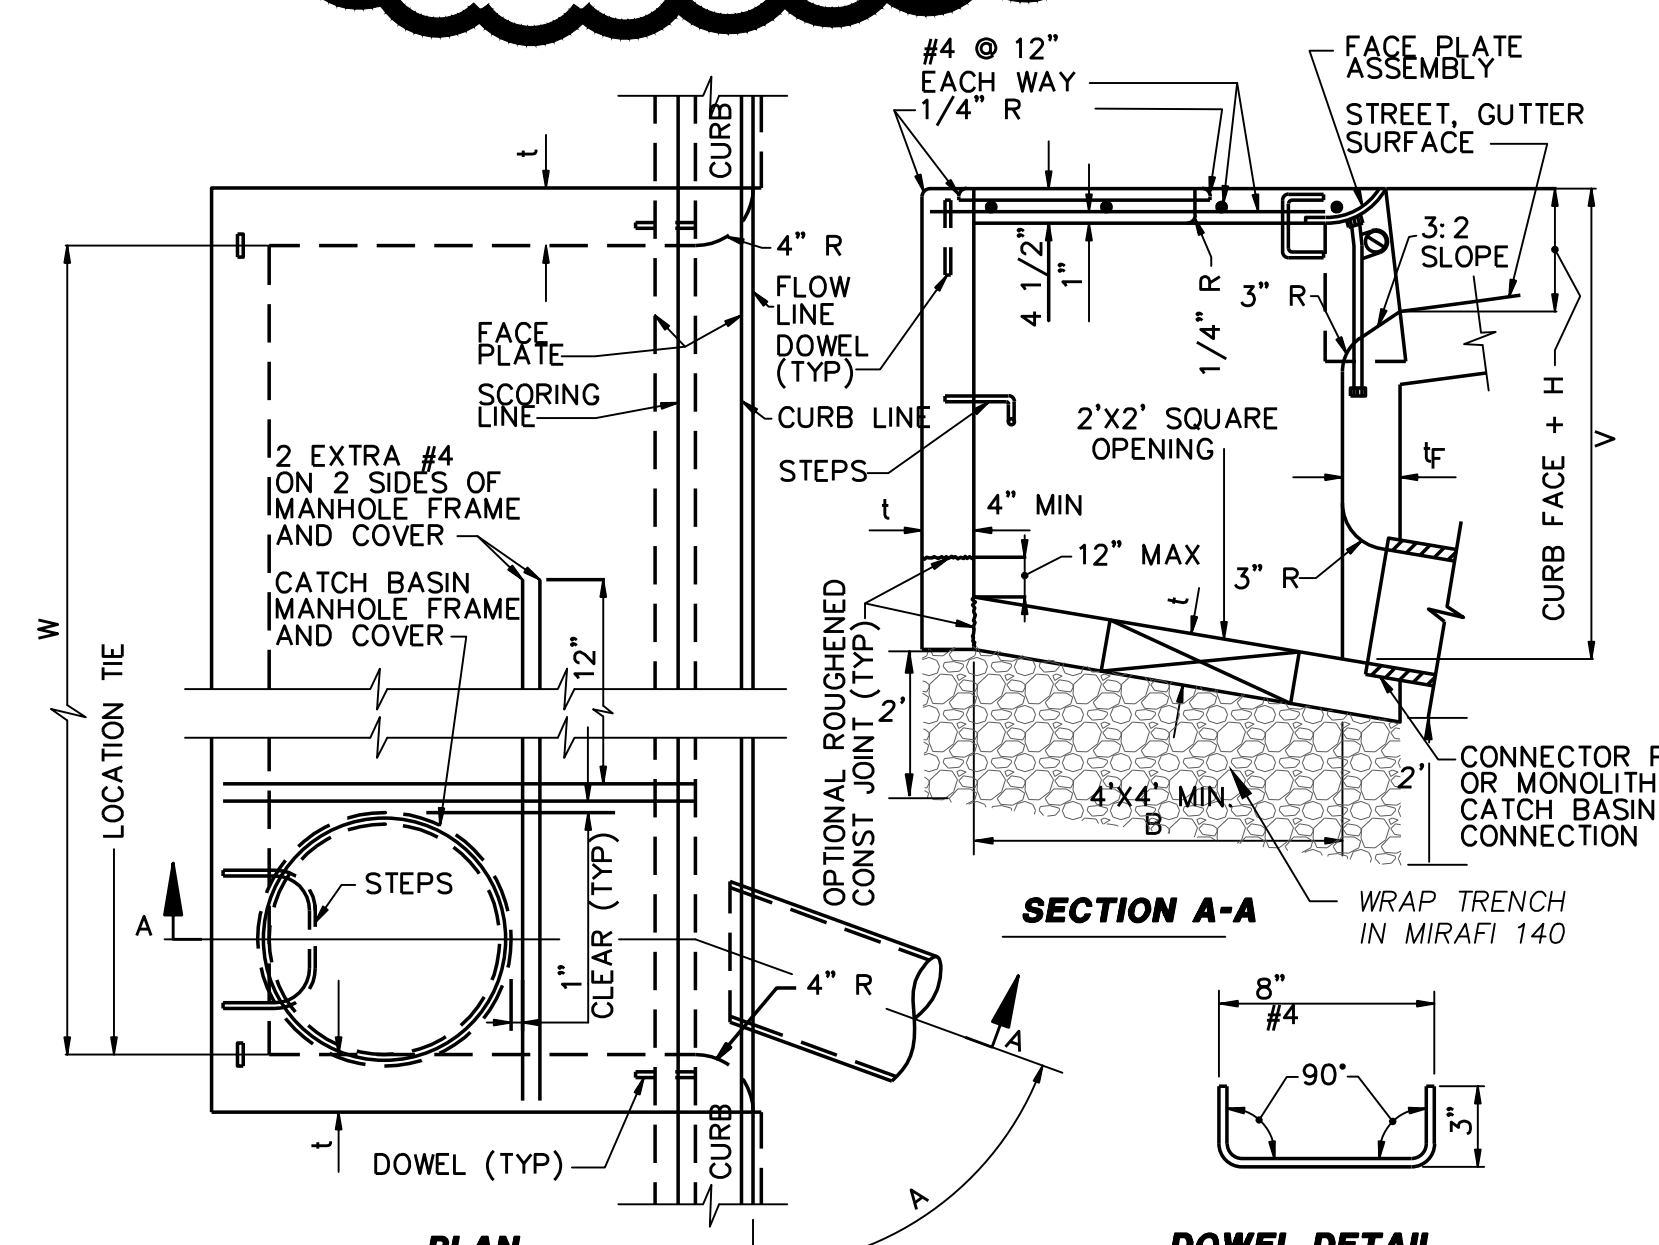 #4 @ 12"
EACH WAY
1/4" R
FACE PLATE
ASSEMBLY
STREET, GUTTER
SURFACE
CURB
t
4" R
FLOW
LINE
DOWEL
(TYP)
FACE
PLATE
SCORING
LINE
CURB LINE
2 EXTRA #4
ON 2 SIDES OF
MANHOLE FRAME
AND COVER
CATCH BASIN
MANHOLE FRAME
AND COVER
STEPS
W
LOCATION TIE
12"
A
STEPS
1"
CLEAR (TYP)
4" R
A
A
t
DOWEL (TYP)
CURB
4 1/2"
1"
1/4" R
3" R
3:2
SLOPE
2'X2' SQUARE
OPENING
t
4" MIN
12" MAX
t
3" R
tF
CURB FACE + H
V
OPTIONAL ROUGHENED
CONST JOINT (TYP)
2'
4'X4' MIN.
B
2'
CONNECTOR
OR MONOLITH
CATCH BASIN
CONNECTION
SECTION A-A
WRAP TRENCH
IN MIRAFI 140
8"
#4
90°
3"
PLAN
DOWEL DETAIL